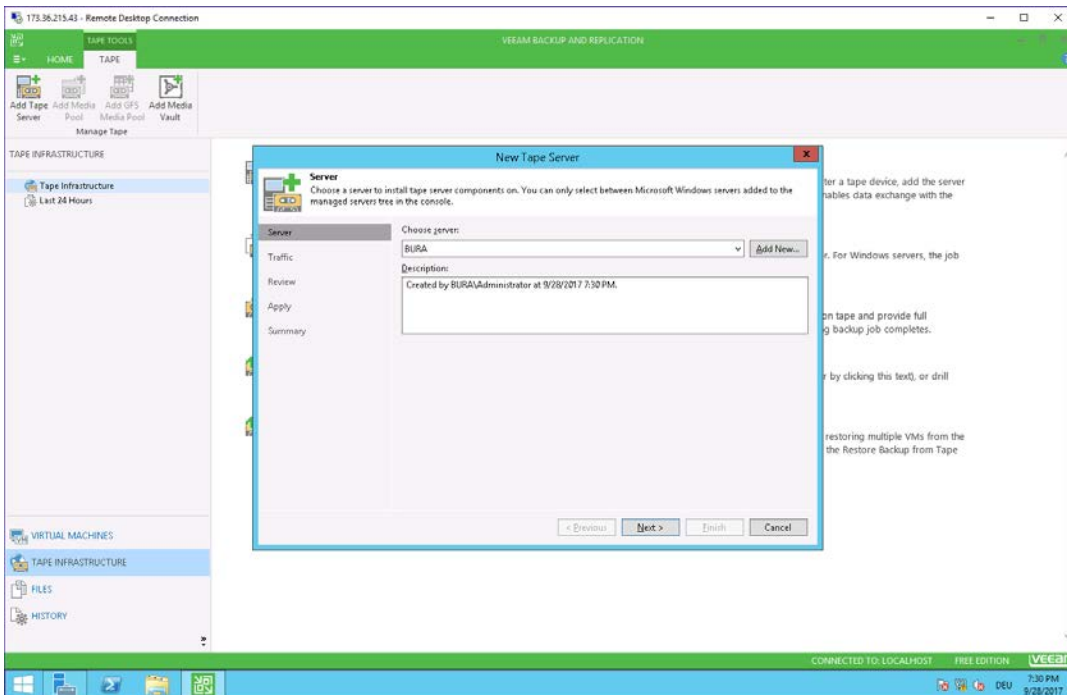 173.36.215.43 - Remote Desktop Connection
TAPE TOOLS
VEEAM BACKUP AND REPLICATION
HOME
TAPE
Add Tape Server
Add Media Pool
Add GFS Media Pool
Add Media Vault
Manage Tape
TAPE INFRASTRUCTURE
Tape Infrastructure
Last 24 Hours
New Tape Server
Server
Choose a server to install tape server components on. You can only select between Microsoft Windows servers added to the
managed servers tree in the console.
Server
Traffic
Review
Apply
Summary
Choose server:
BURA
Add New...
Description:
Created by BURA\Administrator at 9/28/2017 7:30 PM.
< Previous
Next >
Finish
Cancel
ter a tape device, add the server
nables data exchange with the
r. For Windows servers, the job
on tape and provide full
g backup job completes.
r by clicking this text), or drill
restoring multiple VMs from the
the Restore Backup from Tape
VIRTUAL MACHINES
TAPE INFRASTRUCTURE
FILES
HISTORY
CONNECTED TO: LOCALHOST
FREE EDITION
veeam
DEU
7:30 PM
9/28/2017